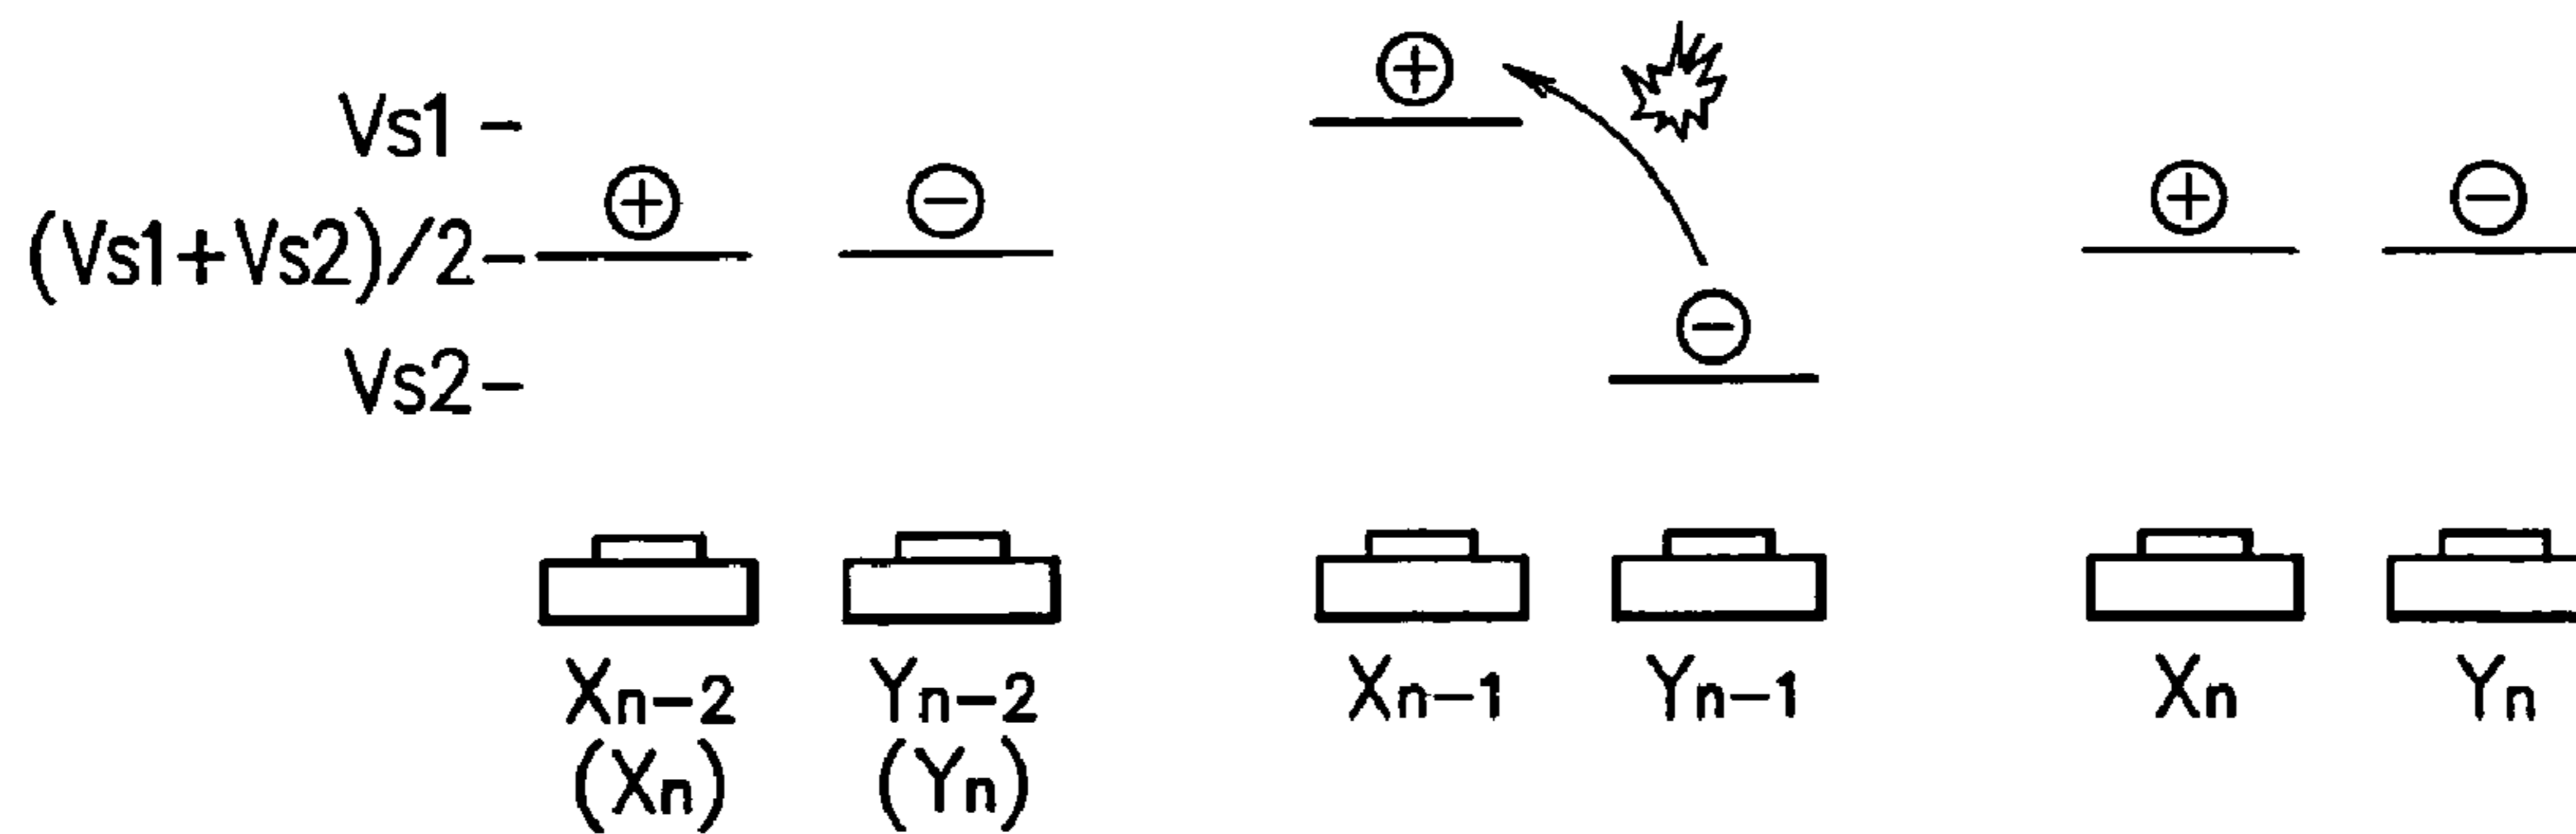 Vs1
(Vs1+Vs2)/2
Vs2
⊕ ⊖ ⊕ ⊖ ⊕ ⊖
Xn-2 Yn-2 Xn-1 Yn-1 Xn Yn
(Xn) (Yn)